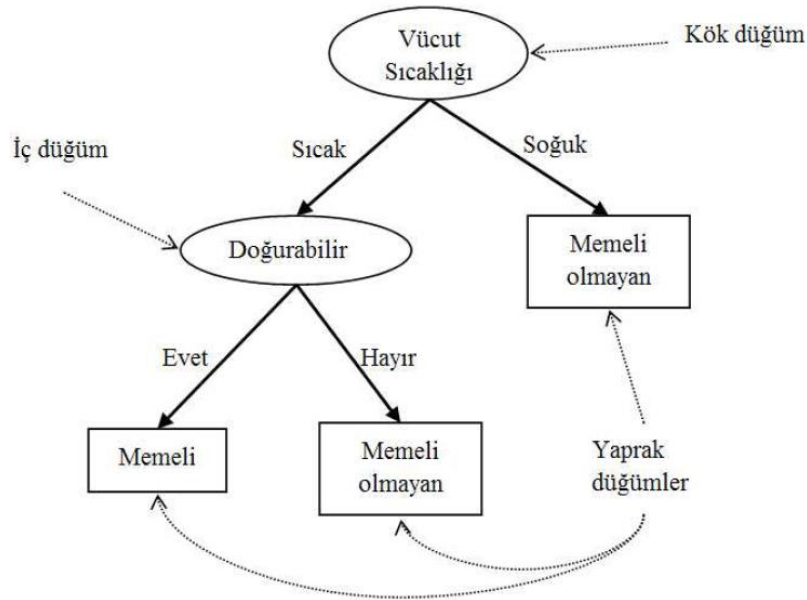 Vücut
Sıcaklığı
Kök düğüm
İç düğüm
Sıcak
Soğuk
Doğurabilir
Memeli
olmayan
Evet
Hayır
Memeli
Memeli
olmayan
Yaprak
düğümler